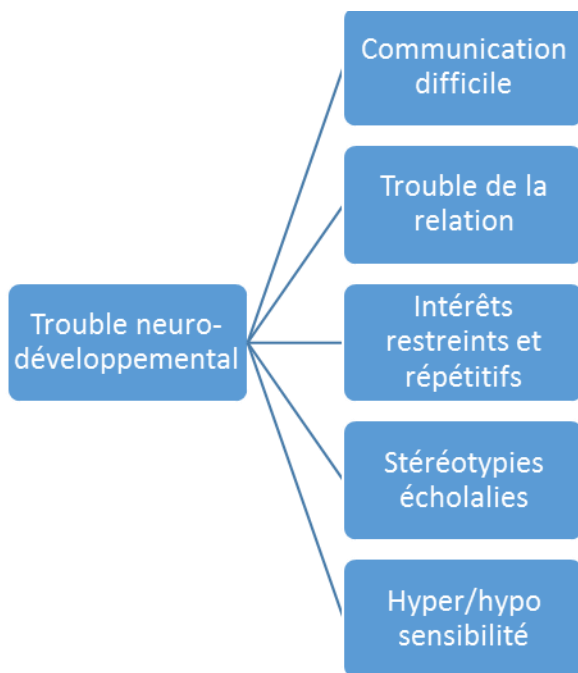 Communication
difficile
Trouble de la
relation
Trouble neuro-
développemental
Intérêts
restreints et
répétitifs
Stéréotypies
écholalies
Hyper/hypo
sensibilité